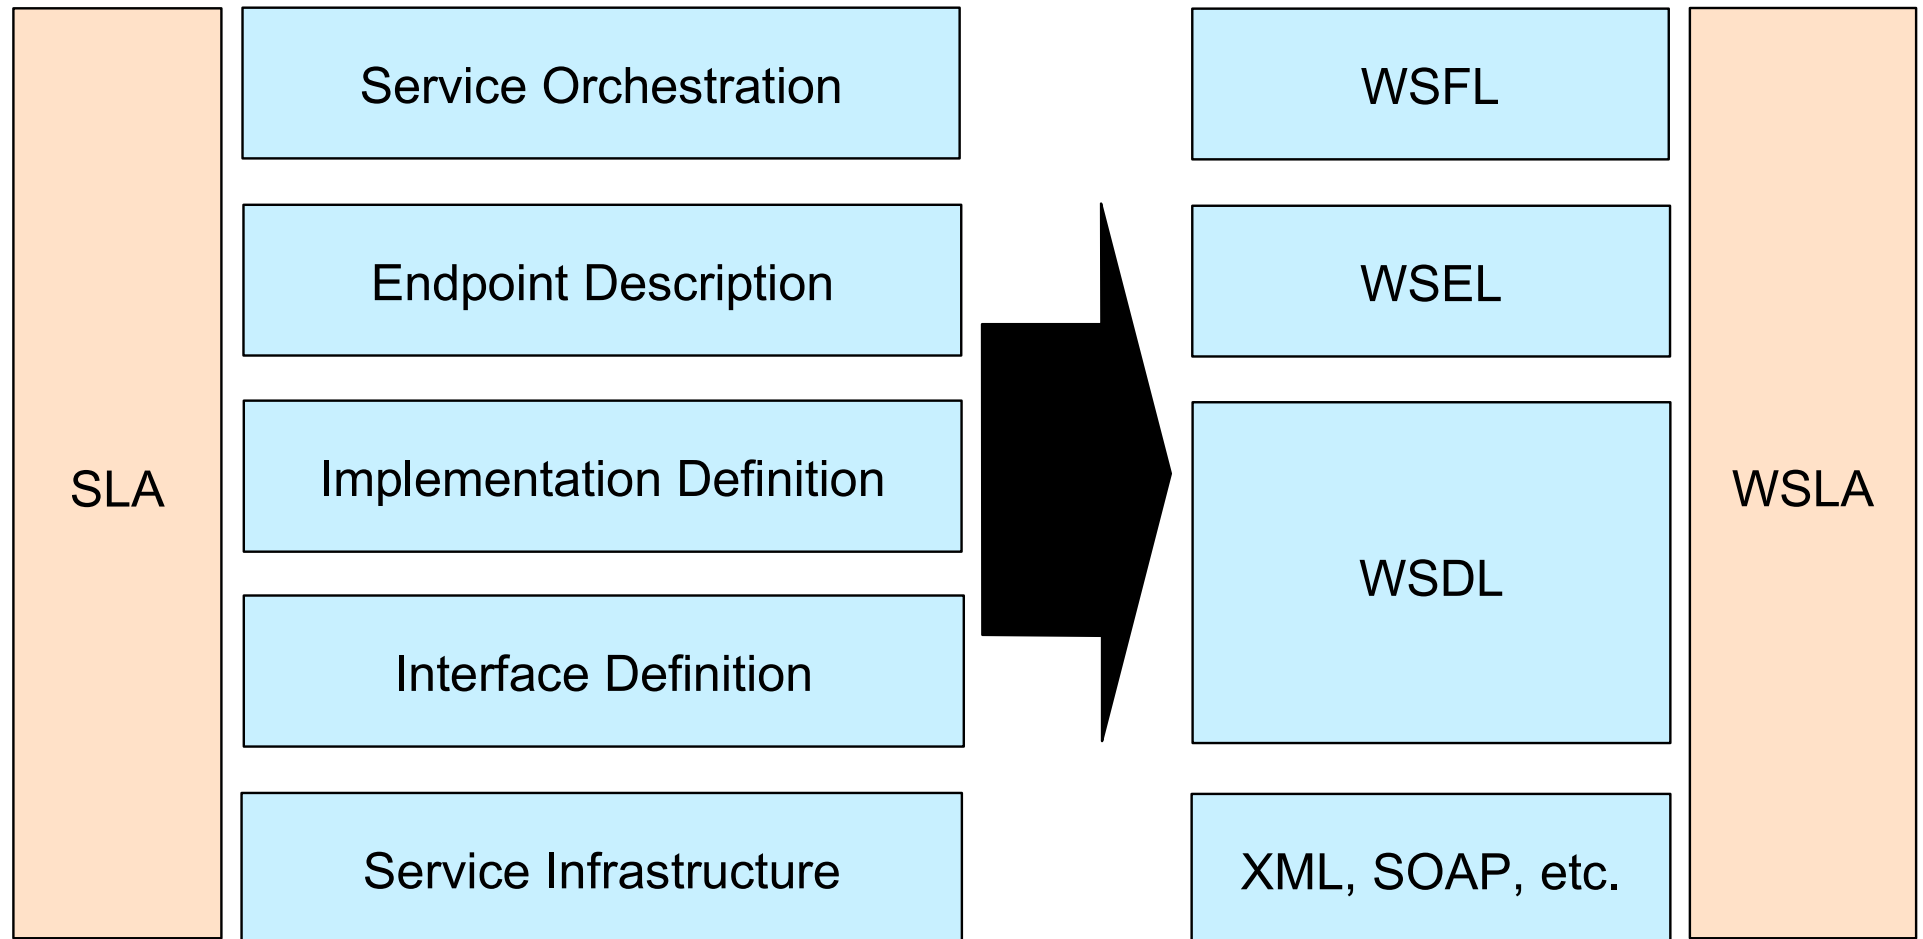 Service Orchestration
Endpoint Description
SLA
Implementation Definition
Interface Definition
Service Infrastructure
WSFL
WSEL
WSDL
XML, SOAP, etc.
WSLA